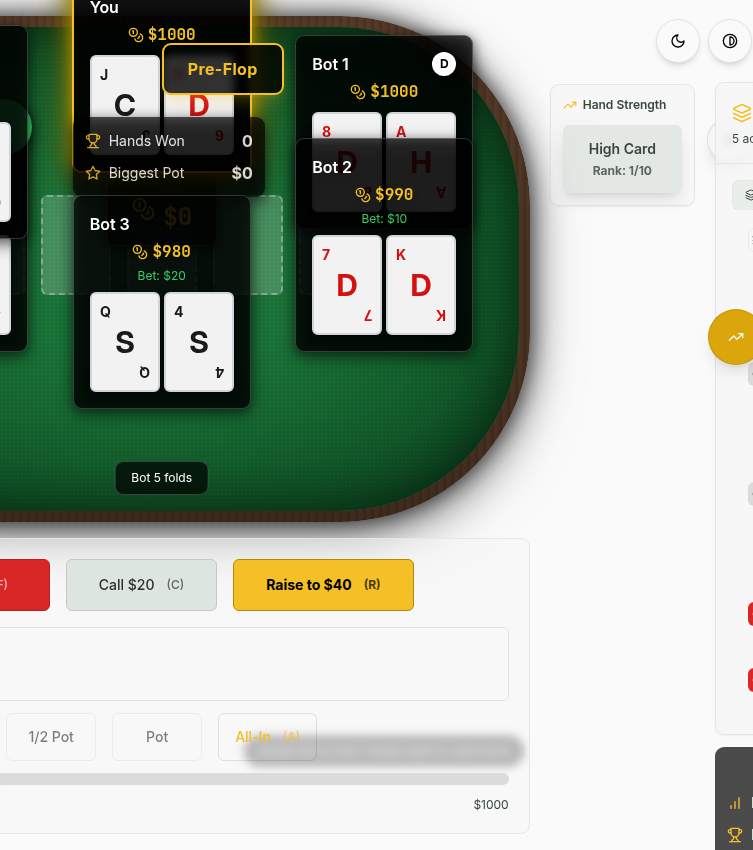 You
$1000
J
C
D
9
Pre-Flop
Hands Won 0
Biggest Pot $0
$0
Bot 1
D
$1000
8
A
D
H
A
Bot 2
$990
Bet: $10
7
D
7
K
D
K
Bot 3
$980
Bet: $20
Q
S
Q
4
S
4
Bot 5 folds
Hand Strength
High Card
Rank: 1/10
5 ac
Call $20 (C)
Raise to $40 (R)
1/2 Pot
Pot
All-In (A)
$1000